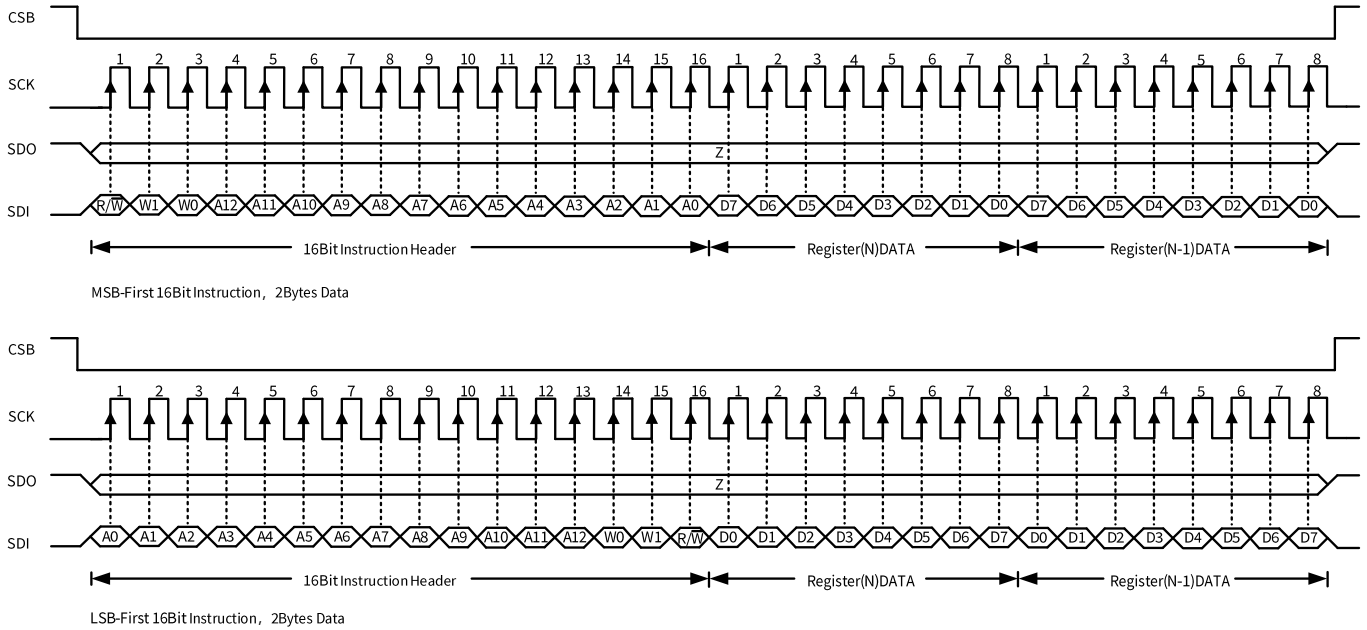 CSB
1 2 3 4 5 6 7 8 9 10 11 12 13 14 15 16 1 2 3 4 5 6 7 8 1 2 3 4 5 6 7 8
SCK
SDO Z
SDI R/W̅ W1 W0 A12 A11 A10 A9 A8 A7 A6 A5 A4 A3 A2 A1 A0 D7 D6 D5 D4 D3 D2 D1 D0 D7 D6 D5 D4 D3 D2 D1 D0
16Bit Instruction Header Register(N)DATA Register(N-1)DATA
MSB-First 16Bit Instruction, 2Bytes Data
CSB
1 2 3 4 5 6 7 8 9 10 11 12 13 14 15 16 1 2 3 4 5 6 7 8 1 2 3 4 5 6 7 8
SCK
SDO Z
SDI A0 A1 A2 A3 A4 A5 A6 A7 A8 A9 A10 A11 A12 W0 W1 R/W̅ D0 D1 D2 D3 D4 D5 D6 D7 D0 D1 D2 D3 D4 D5 D6 D7
16Bit Instruction Header Register(N)DATA Register(N-1)DATA
LSB-First 16Bit Instruction, 2Bytes Data